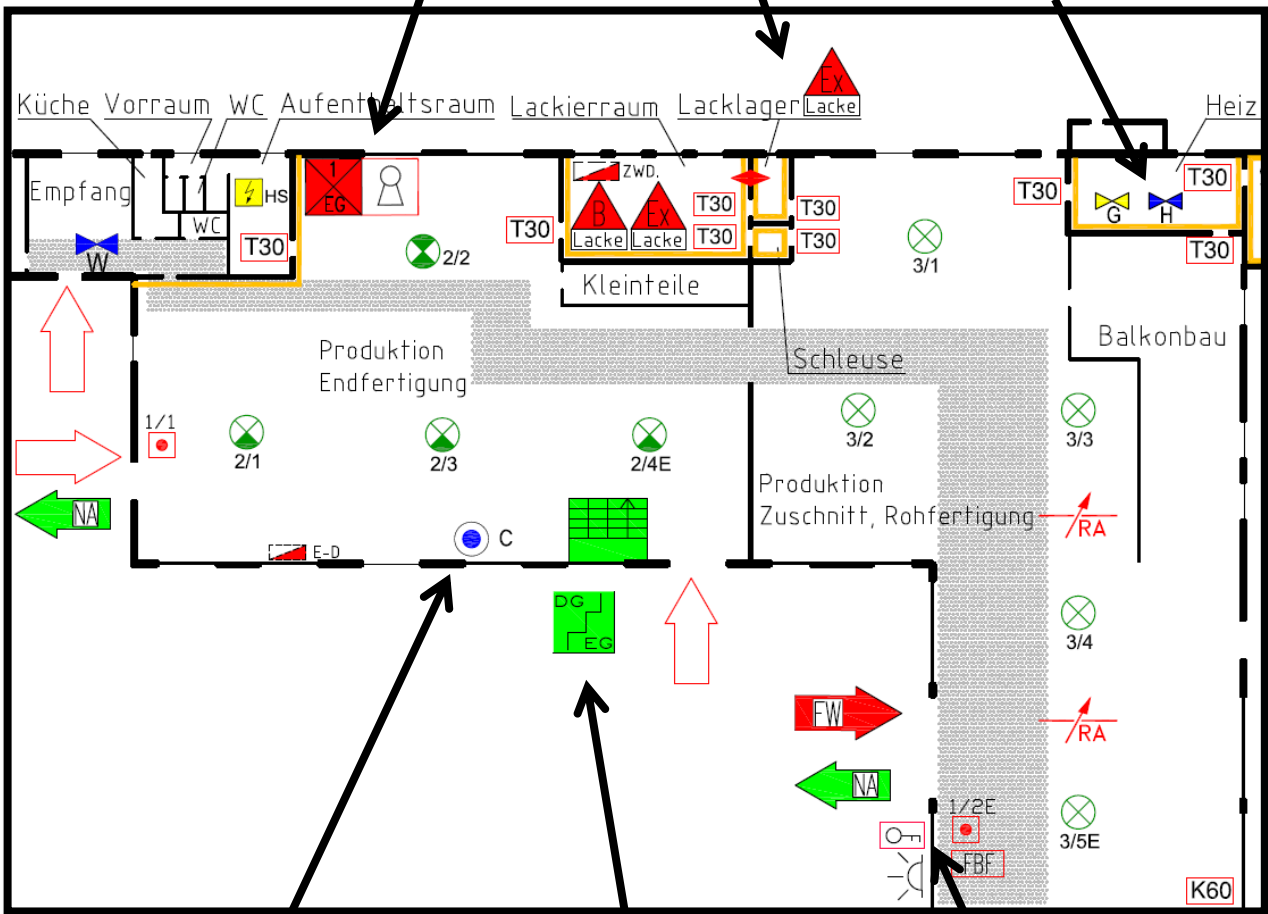 Küche Vorraum WC Aufenthaltsraum Lackierraum Lacklager Ex Lacke Heiz
Empfang
HS
WC
T30
W
1
EG
ZWD.
B
Lacke
Ex
Lacke
T30
T30
T30
T30
T30
T30
T30
T30
G
H
2/2
3/1
Kleinteile
Schleuse
Balkonbau
Produktion
Endfertigung
1/1
2/1
2/3
2/4E
3/2
3/3
NA
Produktion
Zuschnitt, Rohfertigung
RA
E-D
C
DG
EG
3/4
FW
RA
NA
1/2E
3/5E
FBF
K60